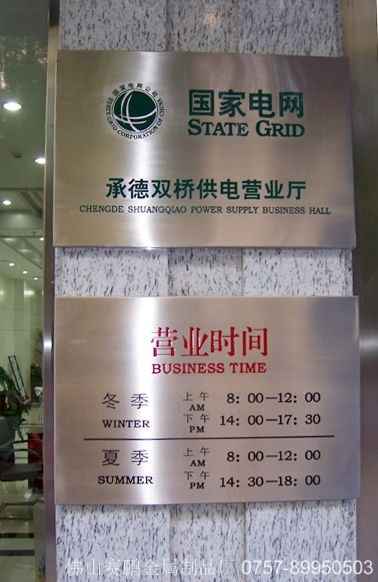 国家电网
STATE GRID
承德双桥供电营业厅
CHENGDE SHUANGQIAO POWER SUPPLY BUSINESS HALL
营业时间
BUSINESS TIME
冬季 上午 8:00—12:00
WINTER AM
下午 14:00—17:30
PM
夏季 上午 8:00—12:00
SUMMER AM
下午 14:30—18:00
PM
佛山赛鹏金属制品厂 0757-89950503